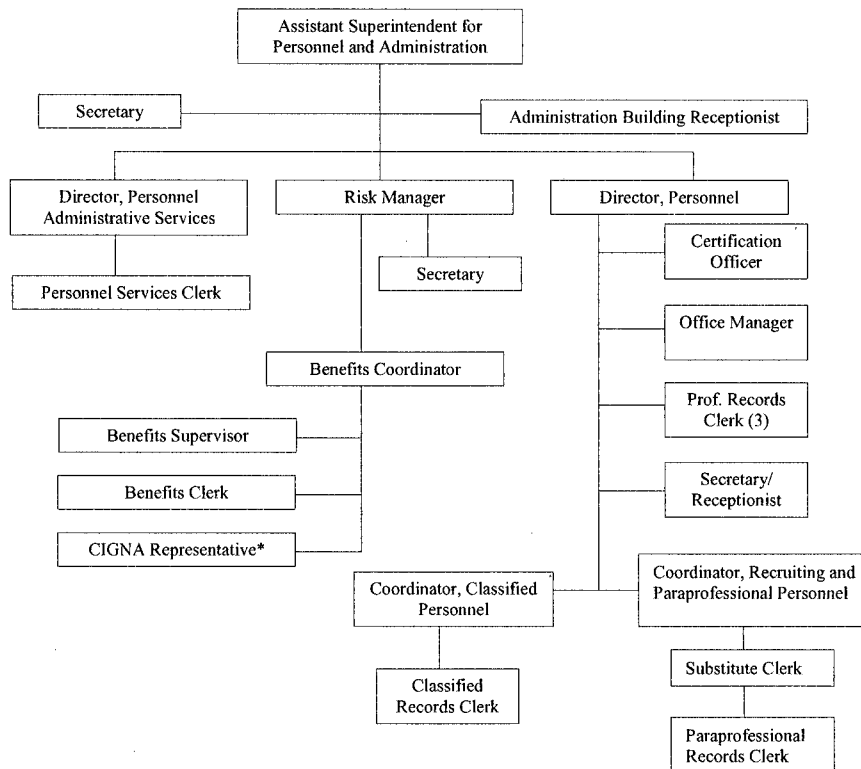 Assistant Superintendent for
Personnel and Administration
Secretary
Administration Building Receptionist
Director, Personnel
Administrative Services
Risk Manager
Director, Personnel
Personnel Services Clerk
Secretary
Certification
Officer
Office Manager
Benefits Coordinator
Prof. Records
Clerk (3)
Benefits Supervisor
Benefits Clerk
Secretary/
Receptionist
CIGNA Representative*
Coordinator, Classified
Personnel
Coordinator, Recruiting and
Paraprofessional Personnel
Classified
Records Clerk
Substitute Clerk
Paraprofessional
Records Clerk